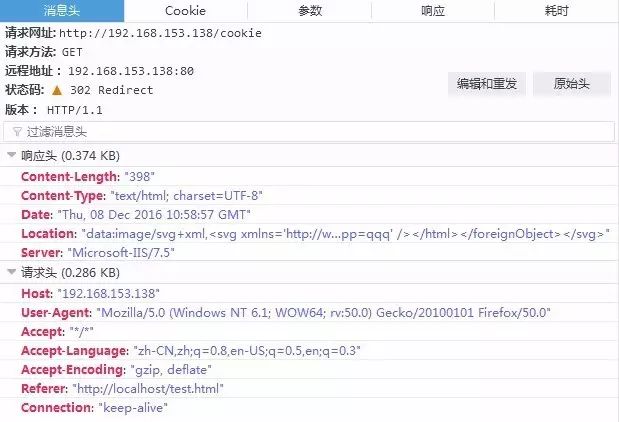 消息头 Cookie 参数 响应 耗时
请求网址: http://192.168.153.138/cookie
请求方法: GET
远程地址: 192.168.153.138:80
状态码: 302 Redirect
编辑和重发 原始头
版本: HTTP/1.1
过滤消息头
响应头 (0.374 KB)
Content-Length: "398"
Content-Type: "text/html; charset=UTF-8"
Date: "Thu, 08 Dec 2016 10:58:57 GMT"
Location: "data:image/svg+xml,<svg xmlns='http://w...pp=qqq' /></html></foreignObject></svg>"
Server: "Microsoft-IIS/7.5"
请求头 (0.286 KB)
Host: "192.168.153.138"
User-Agent: "Mozilla/5.0 (Windows NT 6.1; WOW64; rv:50.0) Gecko/20100101 Firefox/50.0"
Accept: "*/*"
Accept-Language: "zh-CN,zh;q=0.8,en-US;q=0.5,en;q=0.3"
Accept-Encoding: "gzip, deflate"
Referer: "http://localhost/test.html"
Connection: "keep-alive"